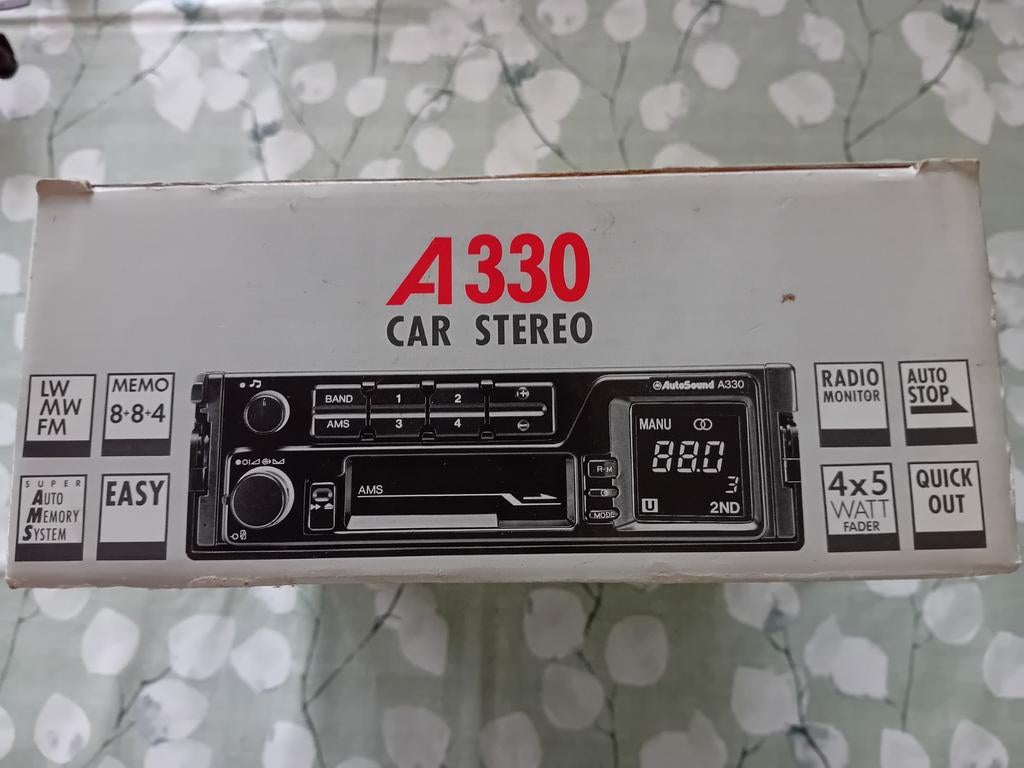 A330
CAR STEREO
LW
MW
FM
MEMO
8+8+4
SUPER
AUTO
MEMORY
SYSTEM
EASY
BAND 1 2
AMS 3 4
AMS
AutoSound A330
R-M
MODE
MANU
88.0
3
U 2ND
RADIO
MONITOR
AUTO
STOP
4x5
WATT
FADER
QUICK
OUT